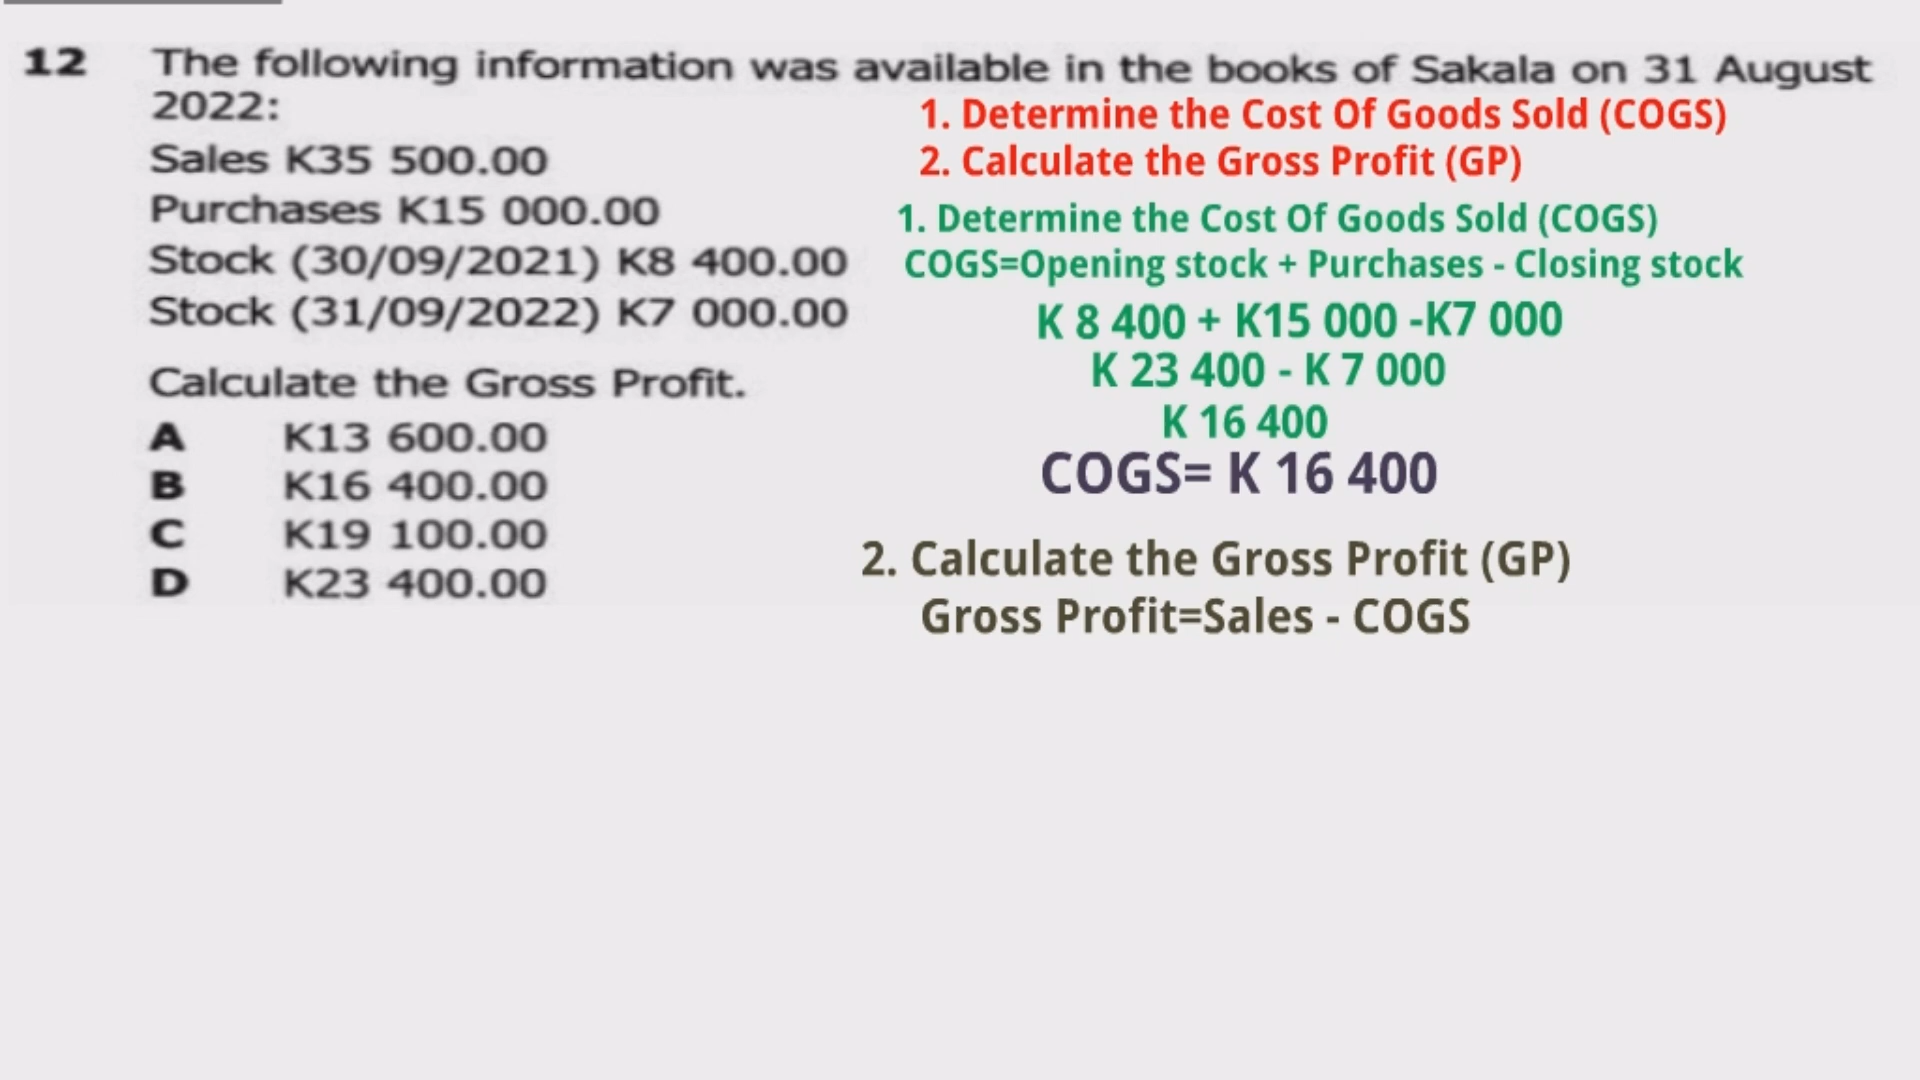 12 The following information was available in the books of Sakala on 31 August
2022:
Sales K35 500.00
Purchases K15 000.00
Stock (30/09/2021) K8 400.00
Stock (31/09/2022) K7 000.00
Calculate the Gross Profit.
A K13 600.00
B K16 400.00
C K19 100.00
D K23 400.00
1. Determine the Cost Of Goods Sold (COGS)
2. Calculate the Gross Profit (GP)
1. Determine the Cost Of Goods Sold (COGS)
COGS=Opening stock + Purchases - Closing stock
K 8 400 + K15 000 -K7 000
K 23 400 - K 7 000
K 16 400
COGS= K 16 400
2. Calculate the Gross Profit (GP)
Gross Profit=Sales - COGS